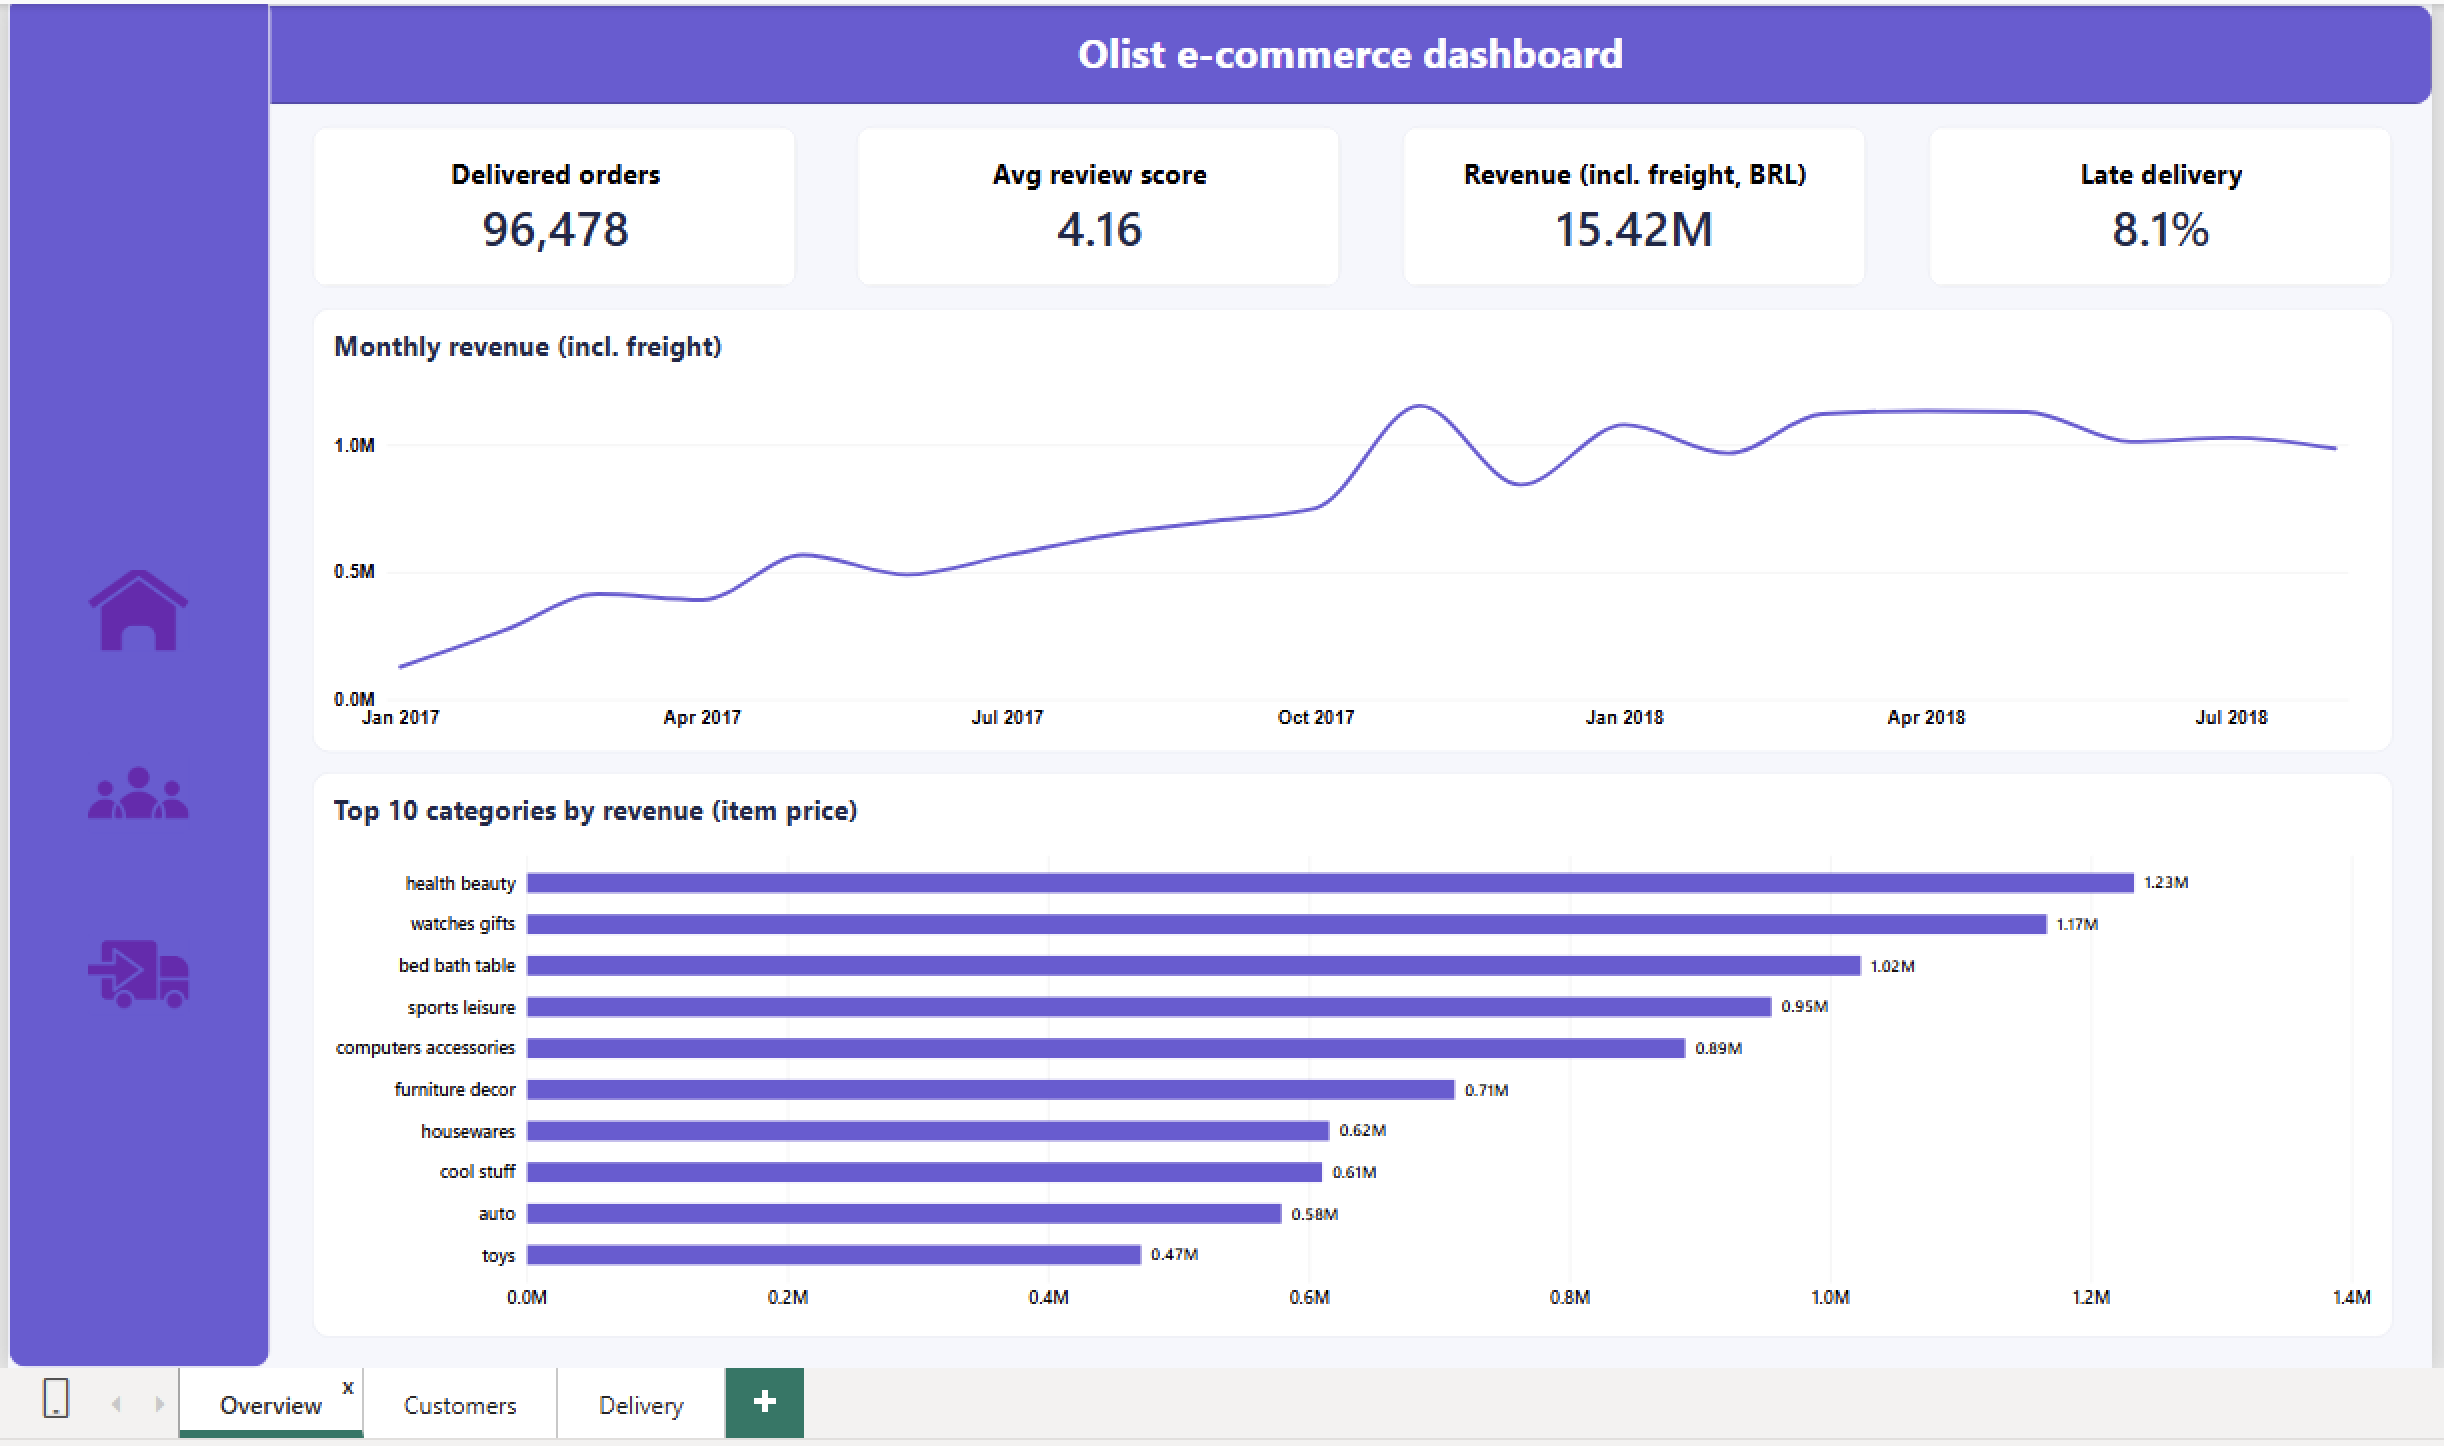 Olist e-commerce dashboard
Delivered orders
96,478
Avg review score
4.16
Revenue (incl. freight, BRL)
15.42M
Late delivery
8.1%
Monthly revenue (incl. freight)
1.0M
0.5M
0.0M
Jan 2017 Apr 2017 Jul 2017 Oct 2017 Jan 2018 Apr 2018 Jul 2018
Top 10 categories by revenue (item price)
health beauty 1.23M
watches gifts 1.17M
bed bath table 1.02M
sports leisure 0.95M
computers accessories 0.89M
furniture decor 0.71M
housewares 0.62M
cool stuff 0.61M
auto 0.58M
toys 0.47M
0.0M 0.2M 0.4M 0.6M 0.8M 1.0M 1.2M 1.4M
Overview x Customers Delivery +